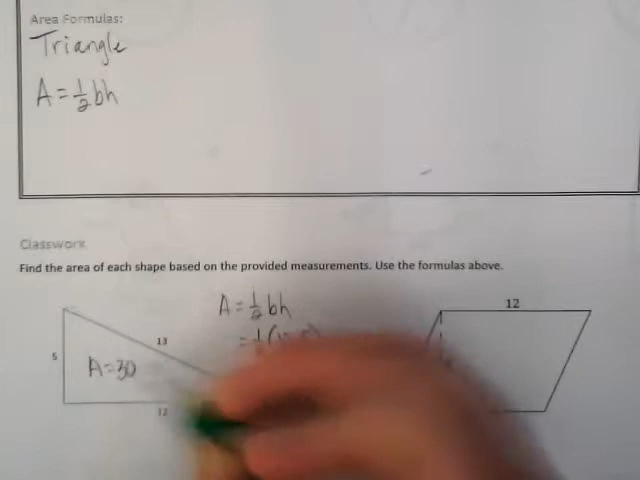 Area Formulas:
Triangle
A = ½bh
Classwork
Find the area of each shape based on the provided measurements. Use the formulas above.
A = ½bh
12
13
5
A=30
12